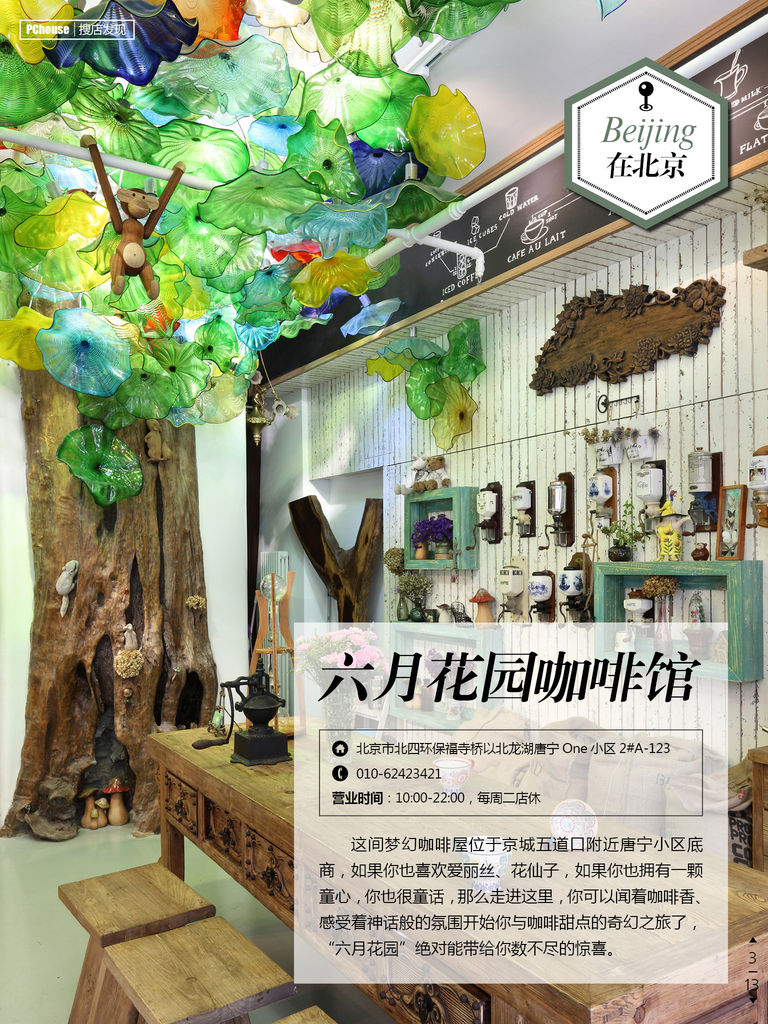 PChouse | 搜店发现
Beijing
在北京
ICED MILK
FLAT
COLD WATER
ICE CUBES
CAFE AU LAIT
ICED COFFEE
六月花园咖啡馆
北京市北四环保福寺桥以北龙湖唐宁 One 小区 2#A-123
010-62423421
营业时间：10:00-22:00，每周二店休
这间梦幻咖啡屋位于京城五道口附近唐宁小区底
商，如果你也喜欢爱丽丝、花仙子，如果你也拥有一颗
童心，你也很童话，那么走进这里，你可以闻着咖啡香、
感受着神话般的氛围开始你与咖啡甜点的奇幻之旅了，
“六月花园”绝对能带给你数不尽的惊喜。
3
13